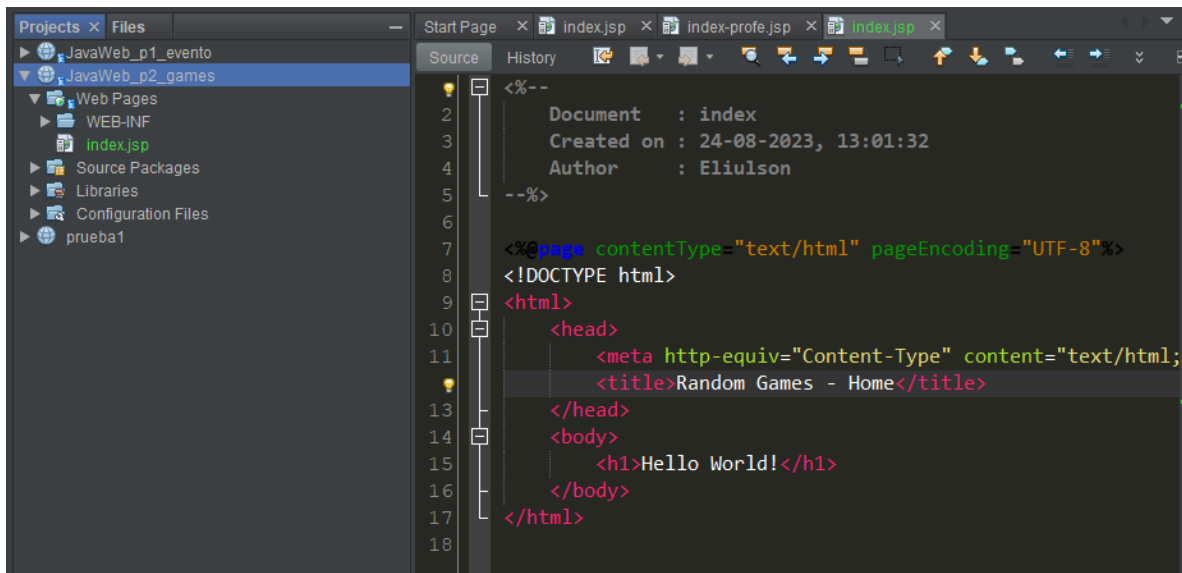 Projects Files
JavaWeb_p1_evento
JavaWeb_p2_games
Web Pages
WEB-INF
index.jsp
Source Packages
Libraries
Configuration Files
prueba1
Start Page index.jsp index-profe.jsp index.jsp
Source History
<%--
2 Document : index
3 Created on : 24-08-2023, 13:01:32
4 Author : Eliulson
5 --%>
6
7 <%@page contentType="text/html" pageEncoding="UTF-8"%>
8 <!DOCTYPE html>
9 <html>
10 <head>
11 <meta http-equiv="Content-Type" content="text/html;
<title>Random Games - Home</title>
13 </head>
14 <body>
15 <h1>Hello World!</h1>
16 </body>
17 </html>
18